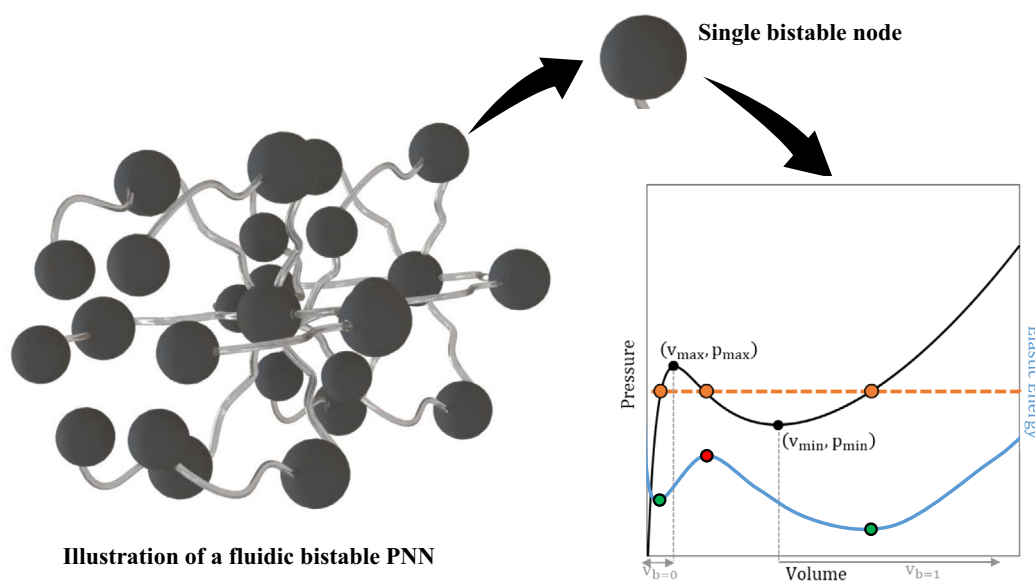 Single bistable node
Pressure
(vmax, pmax)
(vmin, pmin)
Elastic Energy
vb=0
Volume
vb=1
Illustration of a fluidic bistable PNN